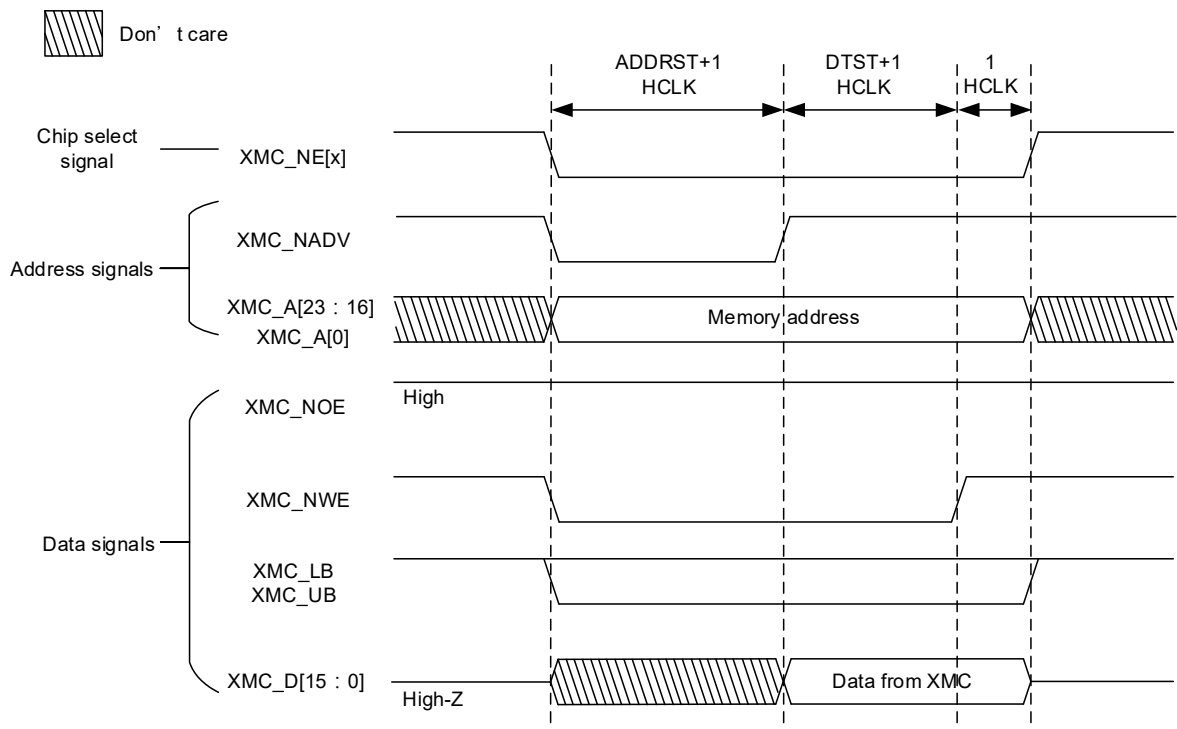 Don’ t care
ADDRST+1
HCLK
DTST+1
HCLK
1
HCLK
Chip select
signal
XMC_NE[x]
XMC_NADV
Address signals
XMC_A[23 : 16]
XMC_A[0]
Memory address
High
XMC_NOE
XMC_NWE
Data signals
XMC_LB
XMC_UB
XMC_D[15 : 0]
High-Z
Data from XMC